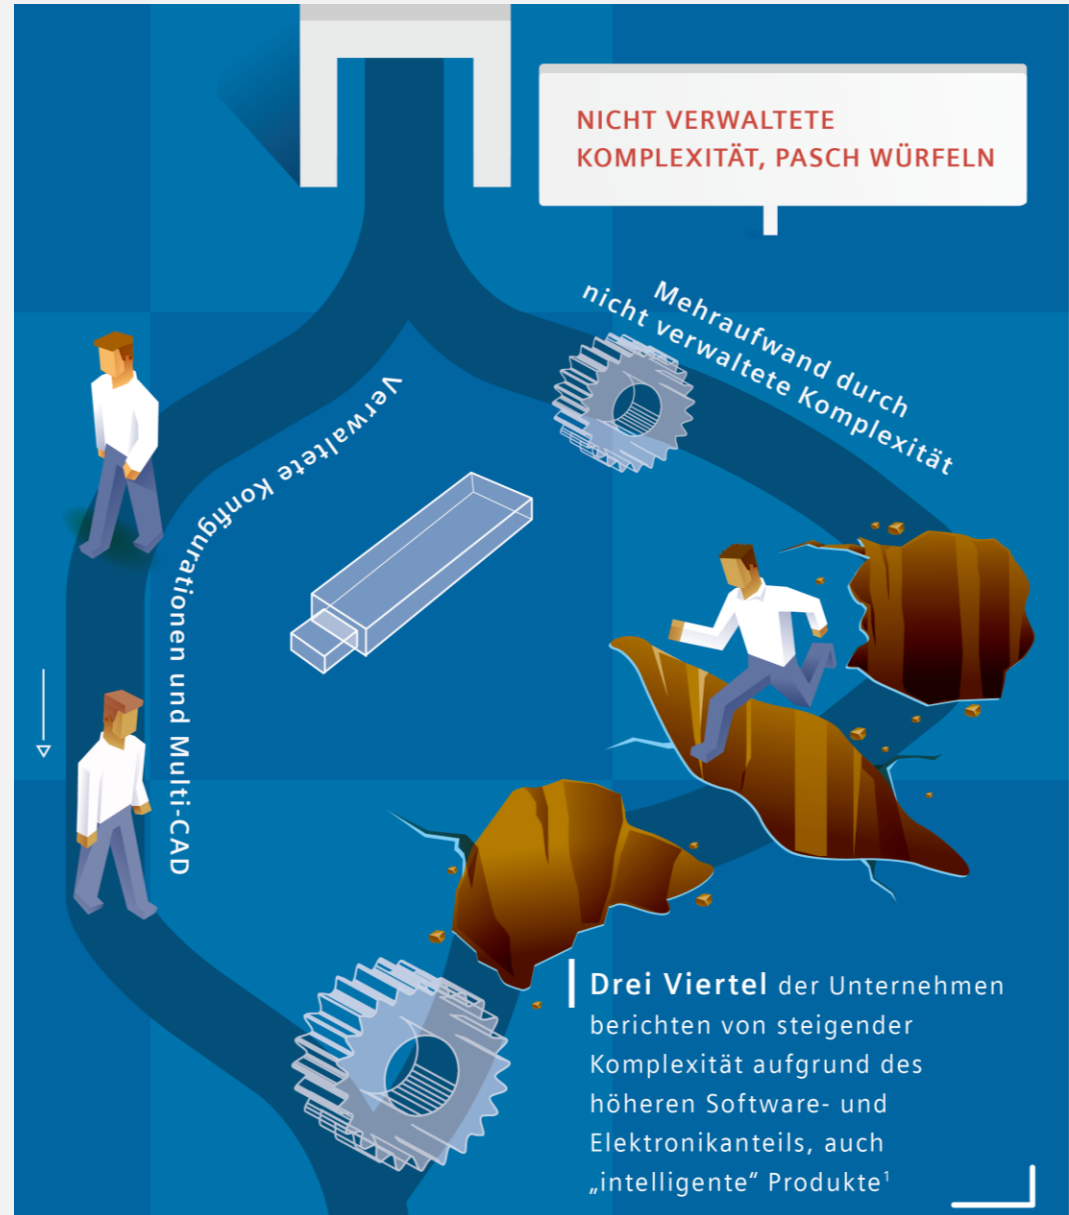 NICHT VERWALTETE
KOMPLEXITÄT, PASCH WÜRFELN
Mehraufwand durch
nicht verwaltete Komplexität
Verwaltete Konfigurationen und Multi-CAD
Drei Viertel der Unternehmen
berichten von steigender
Komplexität aufgrund des
höheren Software- und
Elektronikanteils, auch
„intelligente“ Produkte¹